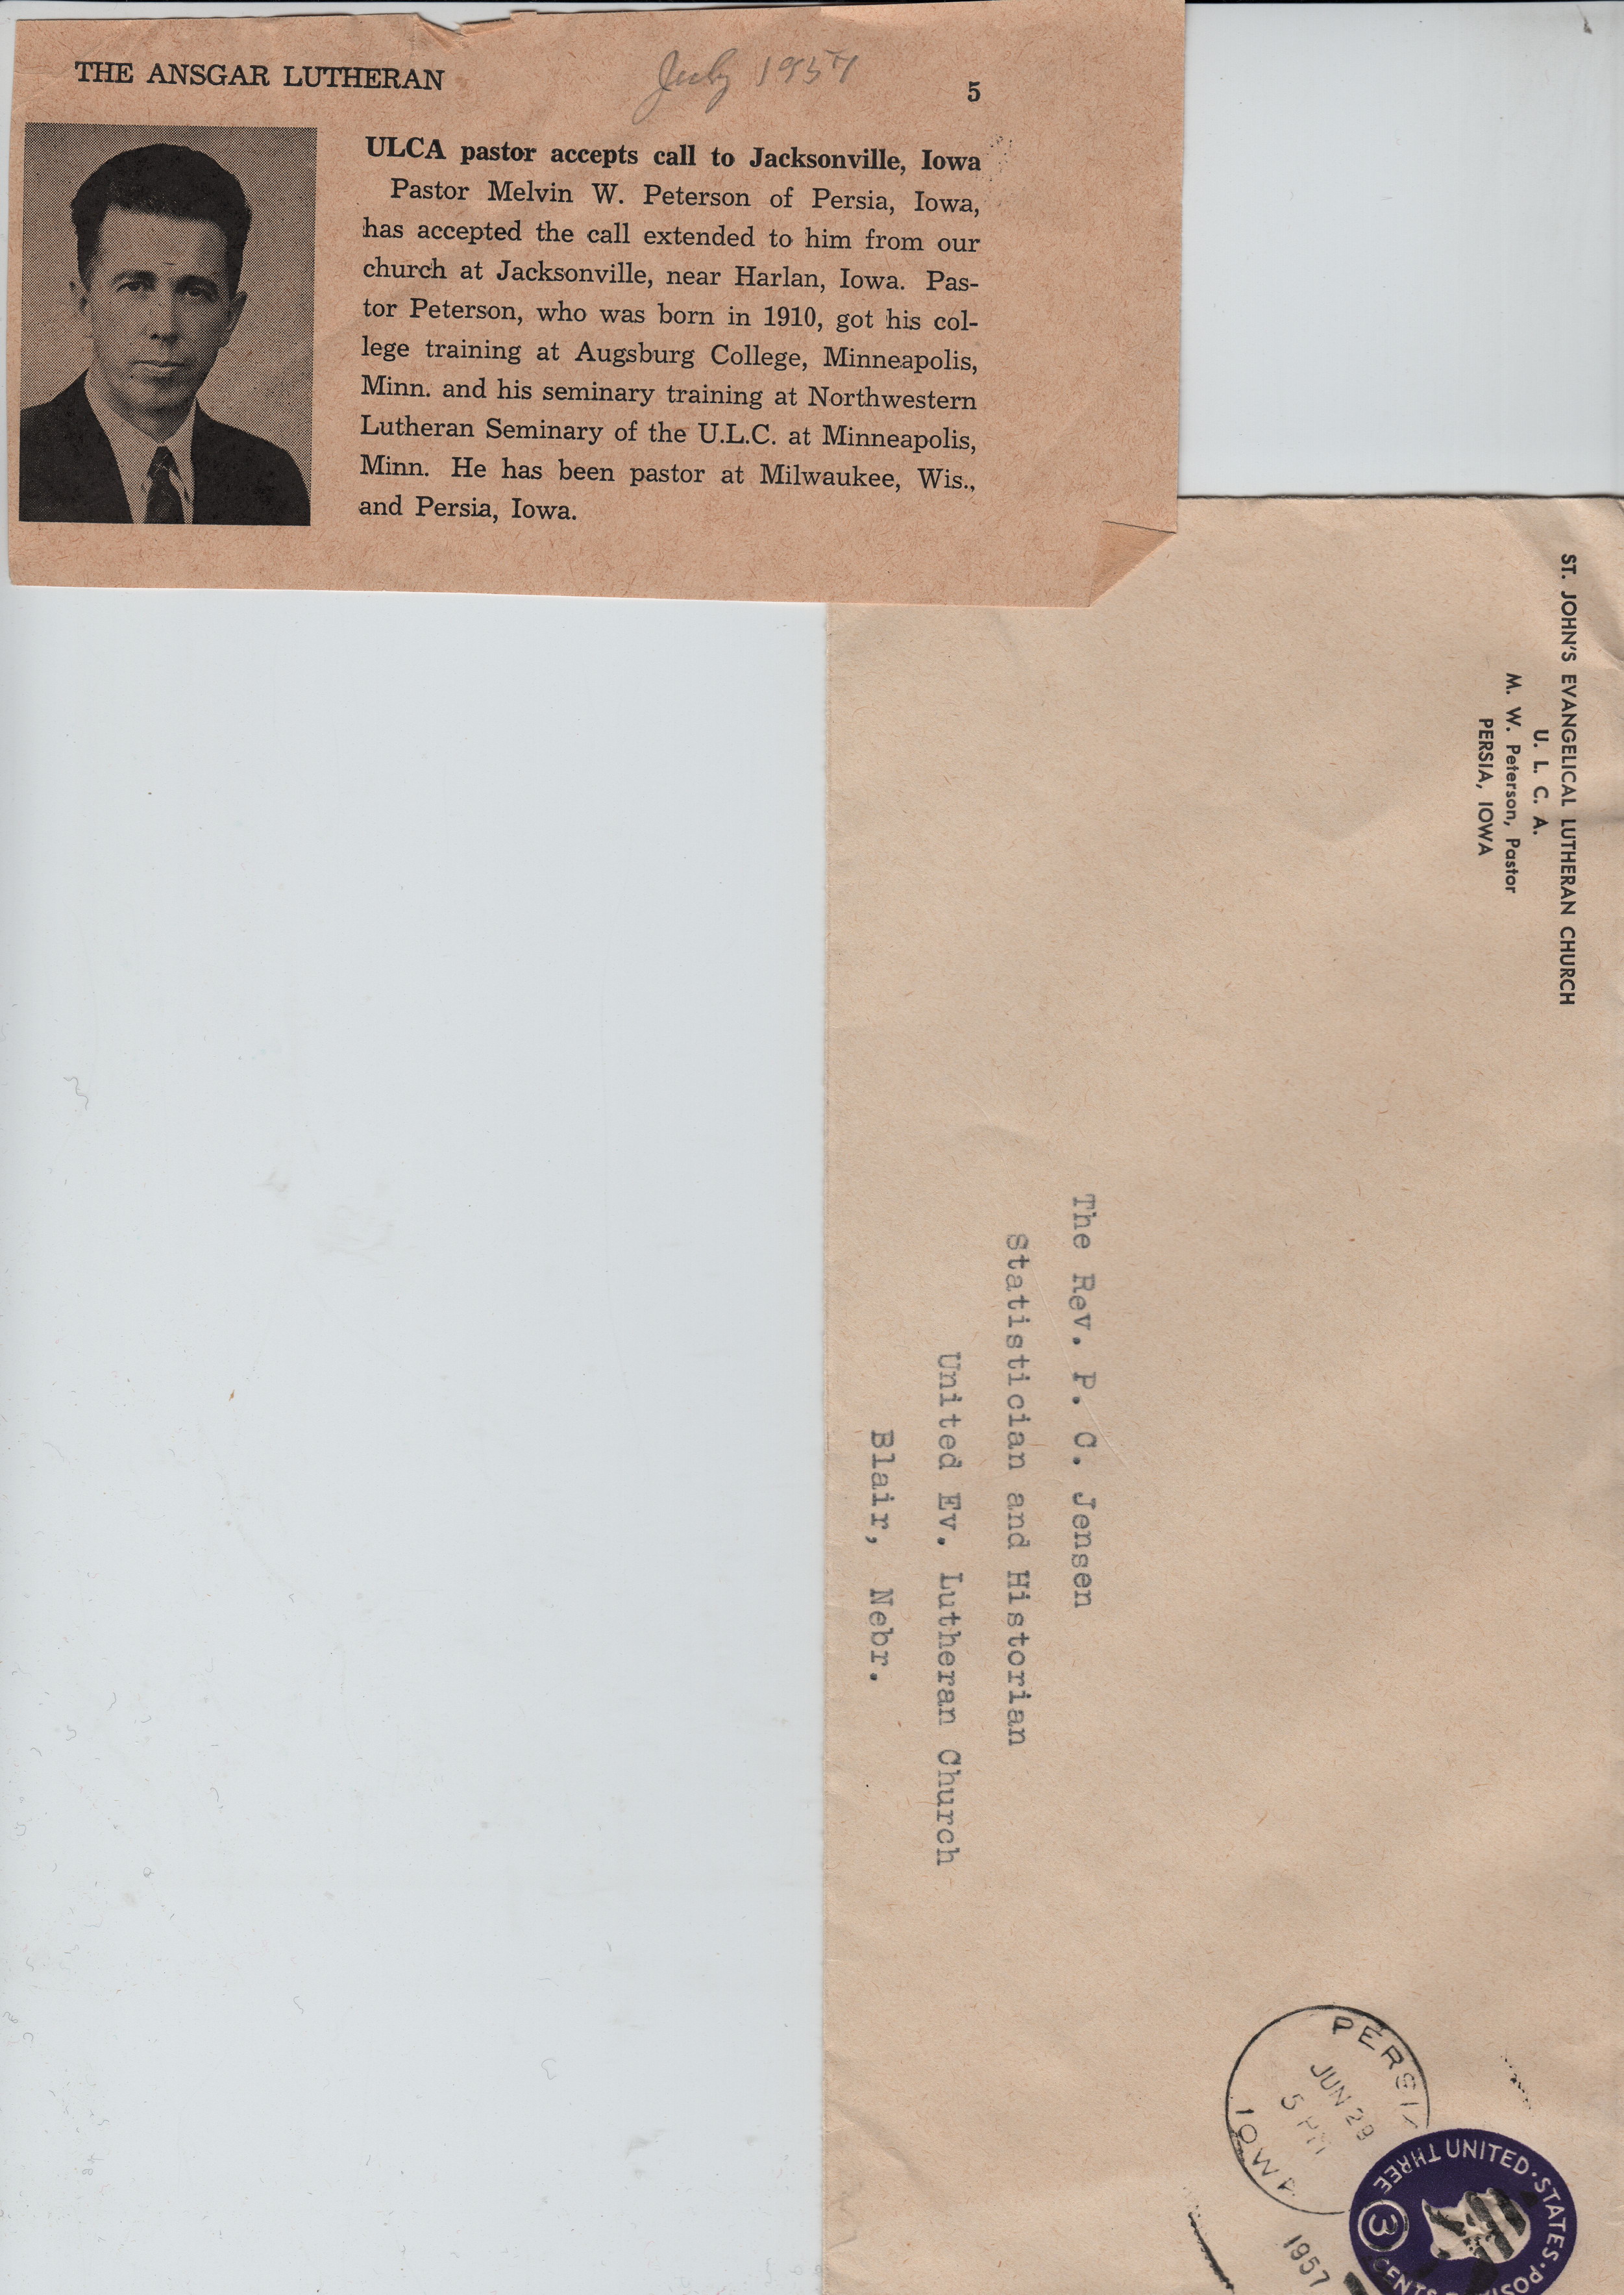 THE ANSGAR LUTHERAN
July 1957
5
ULCA pastor accepts call to Jacksonville, Iowa
Pastor Melvin W. Peterson of Persia, Iowa,
has accepted the call extended to him from our
church at Jacksonville, near Harlan, Iowa. Pas-
tor Peterson, who was born in 1910, got his col-
lege training at Augsburg College, Minneapolis,
Minn. and his seminary training at Northwestern
Lutheran Seminary of the U.L.C. at Minneapolis,
Minn. He has been pastor at Milwaukee, Wis.,
and Persia, Iowa.
ST. JOHN'S EVANGELICAL LUTHERAN CHURCH
U. L. C. A.
M. W. Peterson, Pastor
PERSIA, IOWA
The Rev. P. C. Jensen
Statistician and Historian
United Ev. Lutheran Church
Blair, Nebr.
PERSIA
JUN 29
5 PM
IOWA
1957
UNITED·STATES·POS
THREE
3
CENTS